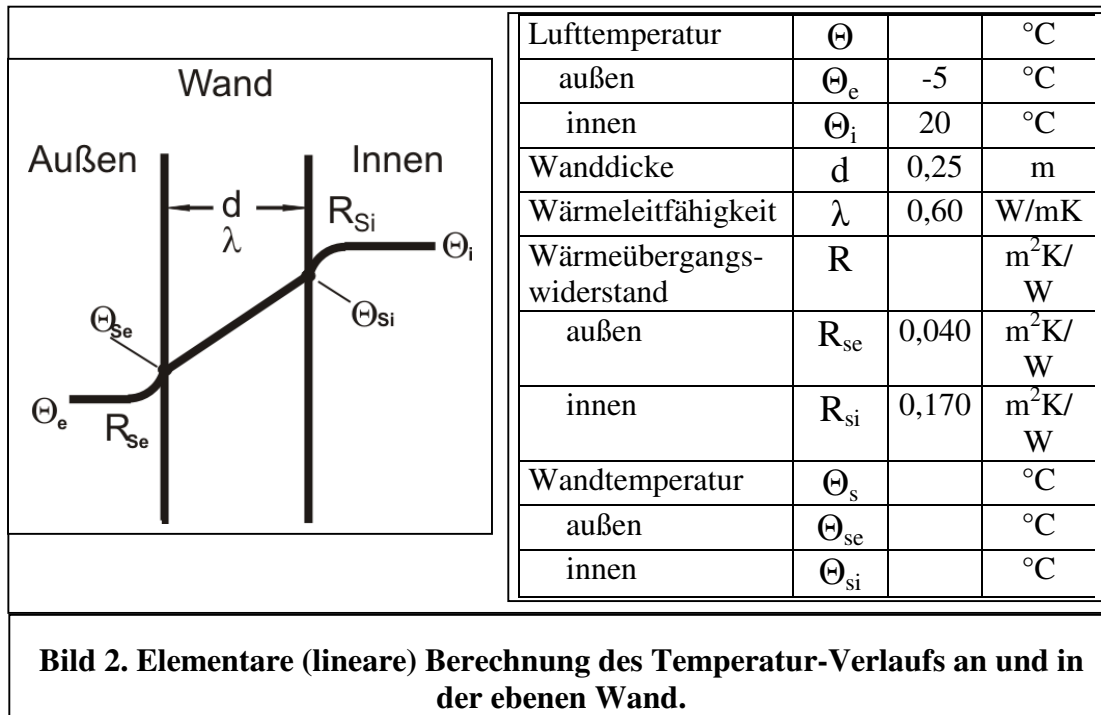 Wand
Außen
Innen
d
λ
R_Si
Θ_i
Θ_Se
Θ_Si
Θ_e
R_Se
Lufttemperatur Θ °C
außen Θ_e -5 °C
innen Θ_i 20 °C
Wanddicke d 0,25 m
Wärmeleitfähigkeit λ 0,60 W/mK
Wärmeübergangs- R m²K/
widerstand W
außen R_se 0,040 m²K/
W
innen R_si 0,170 m²K/
W
Wandtemperatur Θ_s °C
außen Θ_se °C
innen Θ_si °C
Bild 2. Elementare (lineare) Berechnung des Temperatur-Verlaufs an und in
der ebenen Wand.